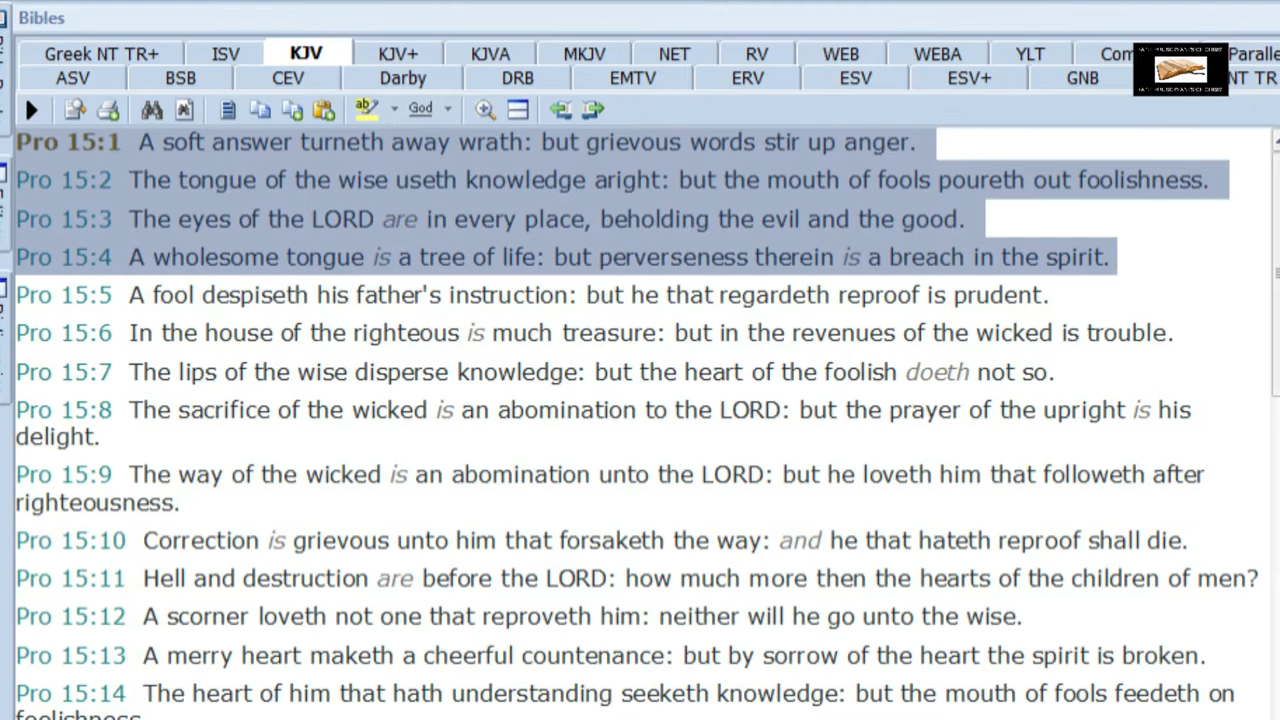 Bibles
Greek NT TR+ ISV KJV KJV+ KJVA MKJV NET RV WEB WEBA YLT Com Paralle
ASV BSB CEV Darby DRB EMTV ERV ESV ESV+ GNB NT TR
ab God
Pro 15:1 A soft answer turneth away wrath: but grievous words stir up anger.
Pro 15:2 The tongue of the wise useth knowledge aright: but the mouth of fools poureth out foolishness.
Pro 15:3 The eyes of the LORD are in every place, beholding the evil and the good.
Pro 15:4 A wholesome tongue is a tree of life: but perverseness therein is a breach in the spirit.
Pro 15:5 A fool despiseth his father's instruction: but he that regardeth reproof is prudent.
Pro 15:6 In the house of the righteous is much treasure: but in the revenues of the wicked is trouble.
Pro 15:7 The lips of the wise disperse knowledge: but the heart of the foolish doeth not so.
Pro 15:8 The sacrifice of the wicked is an abomination to the LORD: but the prayer of the upright is his
delight.
Pro 15:9 The way of the wicked is an abomination unto the LORD: but he loveth him that followeth after
righteousness.
Pro 15:10 Correction is grievous unto him that forsaketh the way: and he that hateth reproof shall die.
Pro 15:11 Hell and destruction are before the LORD: how much more then the hearts of the children of men?
Pro 15:12 A scorner loveth not one that reproveth him: neither will he go unto the wise.
Pro 15:13 A merry heart maketh a cheerful countenance: but by sorrow of the heart the spirit is broken.
Pro 15:14 The heart of him that hath understanding seeketh knowledge: but the mouth of fools feedeth on
foolishness.